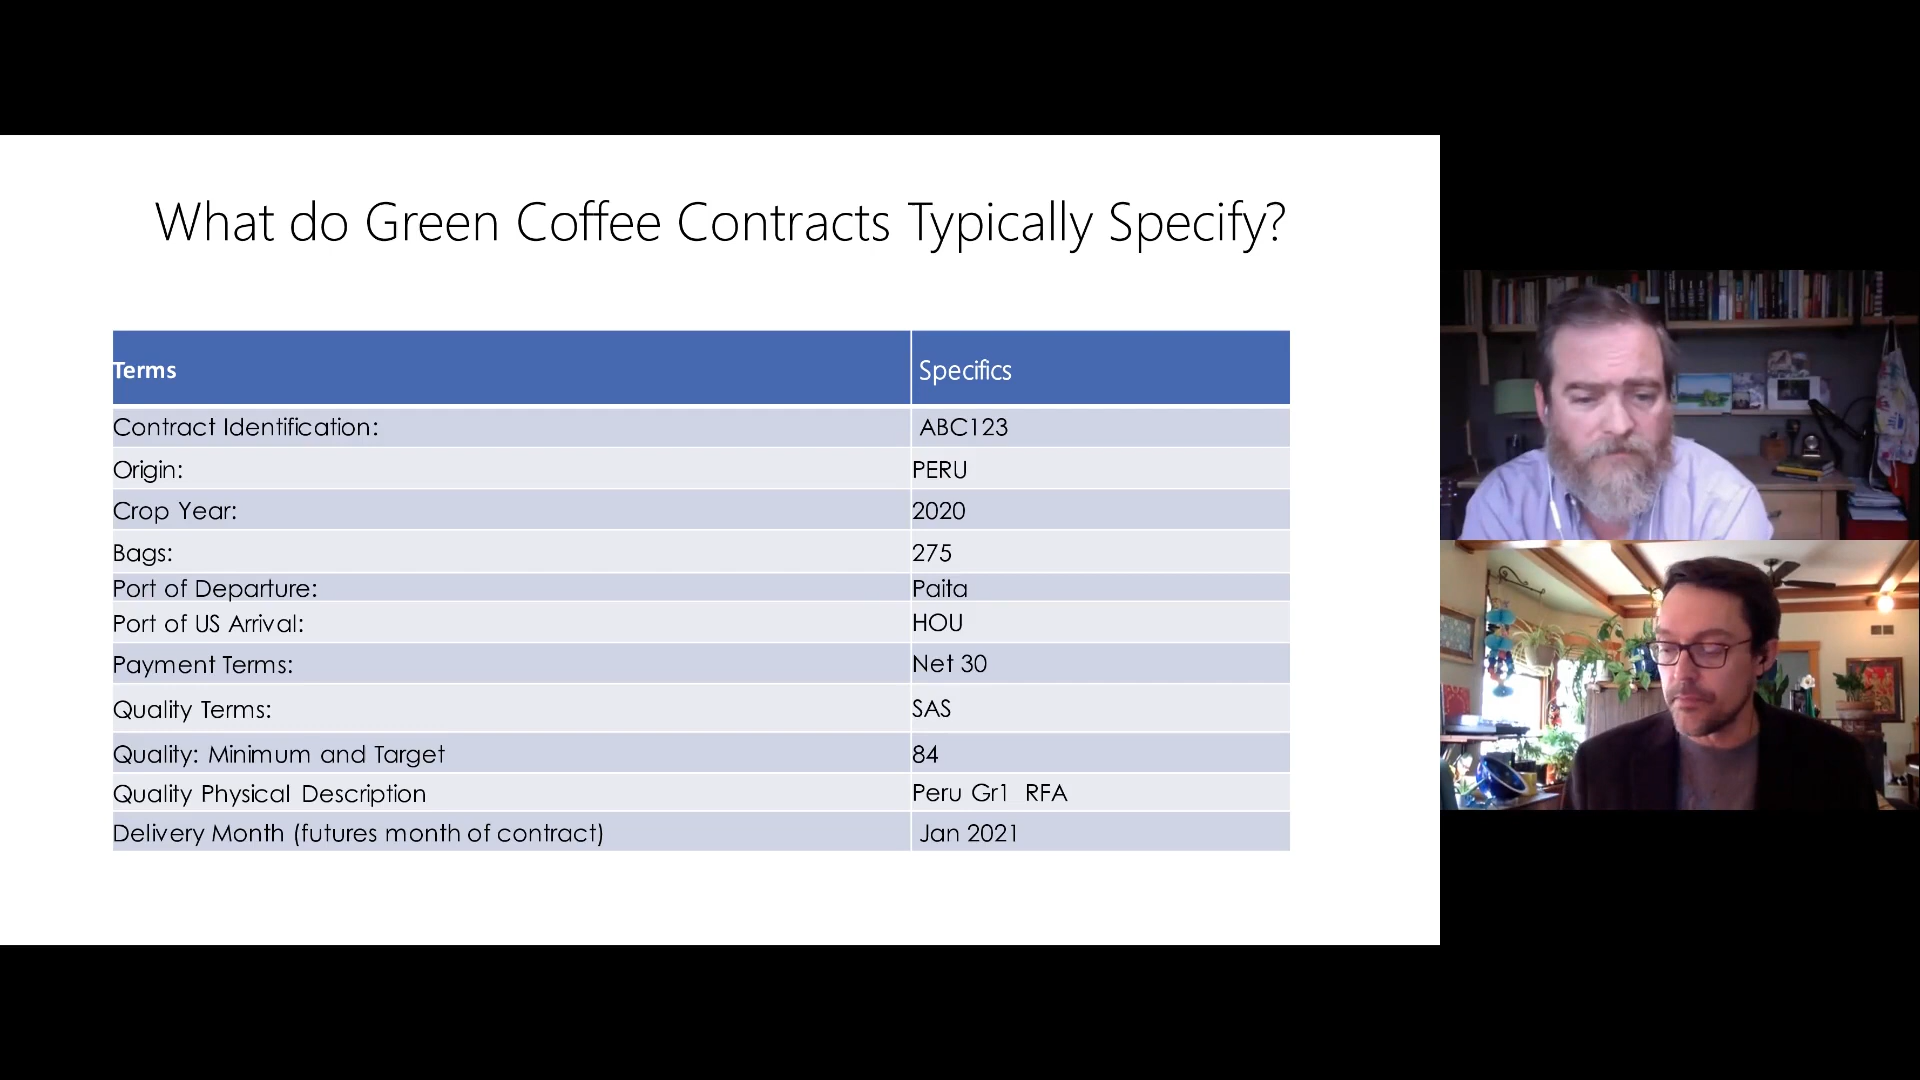 What do Green Coffee Contracts Typically Specify?
Terms Specifics
Contract Identification: ABC123
Origin: PERU
Crop Year: 2020
Bags: 275
Port of Departure: Paita
Port of US Arrival: HOU
Payment Terms: Net 30
Quality Terms: SAS
Quality: Minimum and Target 84
Quality Physical Description Peru Gr1 RFA
Delivery Month (futures month of contract) Jan 2021